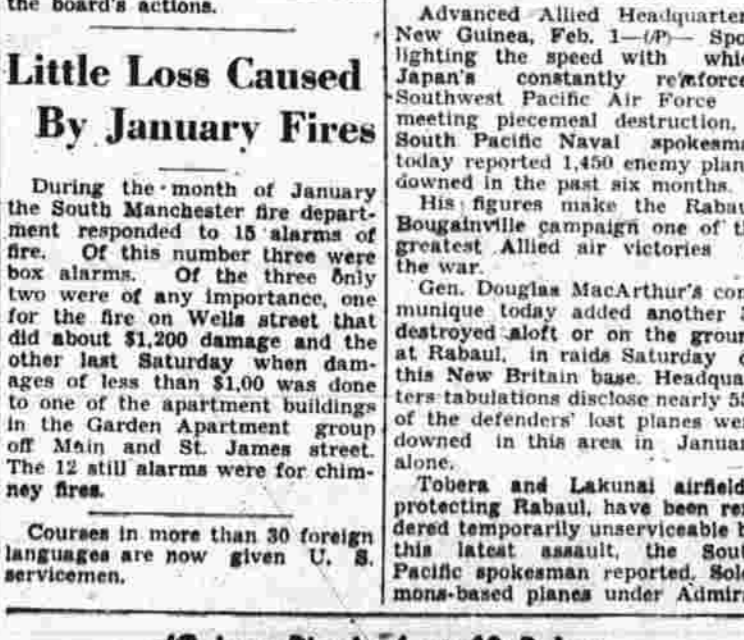 the board's actions.
Little Loss Caused
By January Fires
During the month of January
the South Manchester fire depart-
ment responded to 15 alarms of
fire. Of this number three were
box alarms. Of the three only
two were of any importance, one
for the fire on Wells street that
did about $1,200 damage and the
other last Saturday when dam-
ages of less than $1,00 was done
to one of the apartment buildings
in the Garden Apartment group
off Main and St. James street.
The 12 still alarms were for chim-
ney fires.
Courses in more than 30 foreign
languages are now given U. S.
servicemen.
Advanced Allied Headquarter
New Guinea, Feb. 1—(AP)— Spo
lighting the speed with whic
Japan's constantly reinforce
Southwest Pacific Air Force
meeting piecemeal destruction,
South Pacific Naval spokesma
today reported 1,450 enemy plan
downed in the past six months.
His figures make the Rabau
Bougainville campaign one of th
greatest Allied air victories
the war.
Gen. Douglas MacArthur's com
munique today added another
destroyed aloft or on the groun
at Rabaul, in raids Saturday
this New Britain base. Headqua
ters tabulations disclose nearly 55
of the defenders' lost planes we
downed in this area in Januar
alone.
Tobera and Lakunai airfield
protecting Rabaul, have been re
dered temporarily unserviceable b
this latest assault, the Sout
Pacific spokesman reported. Solo
mons-based planes under Admir